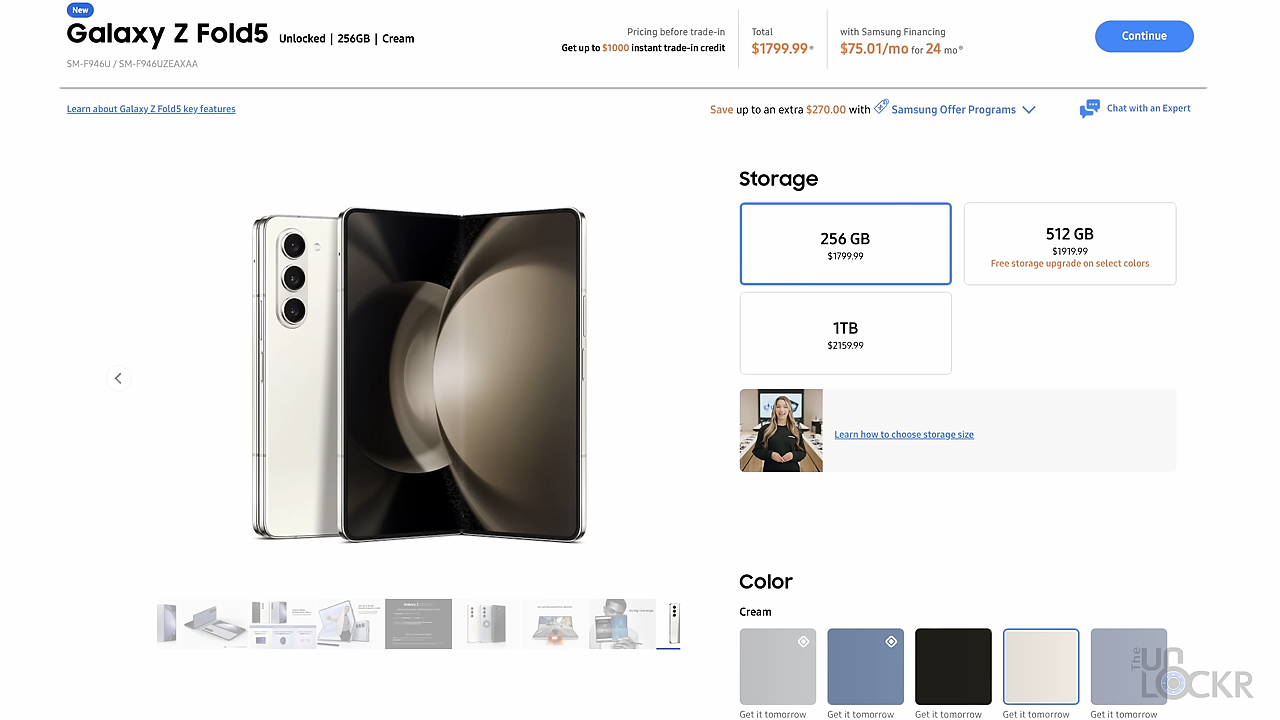 New
Galaxy Z Fold5 Unlocked | 256GB | Cream
SM-F946U / SM-F946UZEAXAA
Pricing before trade-in
Get up to $1000 instant trade-in credit
Total
$1799.99*
with Samsung Financing
$75.01/mo for 24 mo*
Continue
Learn about Galaxy Z Fold5 key features
Save up to an extra $270.00 with Samsung Offer Programs
Chat with an Expert
Storage
256 GB
$1799.99
512 GB
$1919.99
Free storage upgrade on select colors
1TB
$2159.99
Learn how to choose storage size
Color
Cream
Get it tomorrow
Get it tomorrow
Get it tomorrow
Get it tomorrow
Get it tomorrow
The
UN
LOCKR